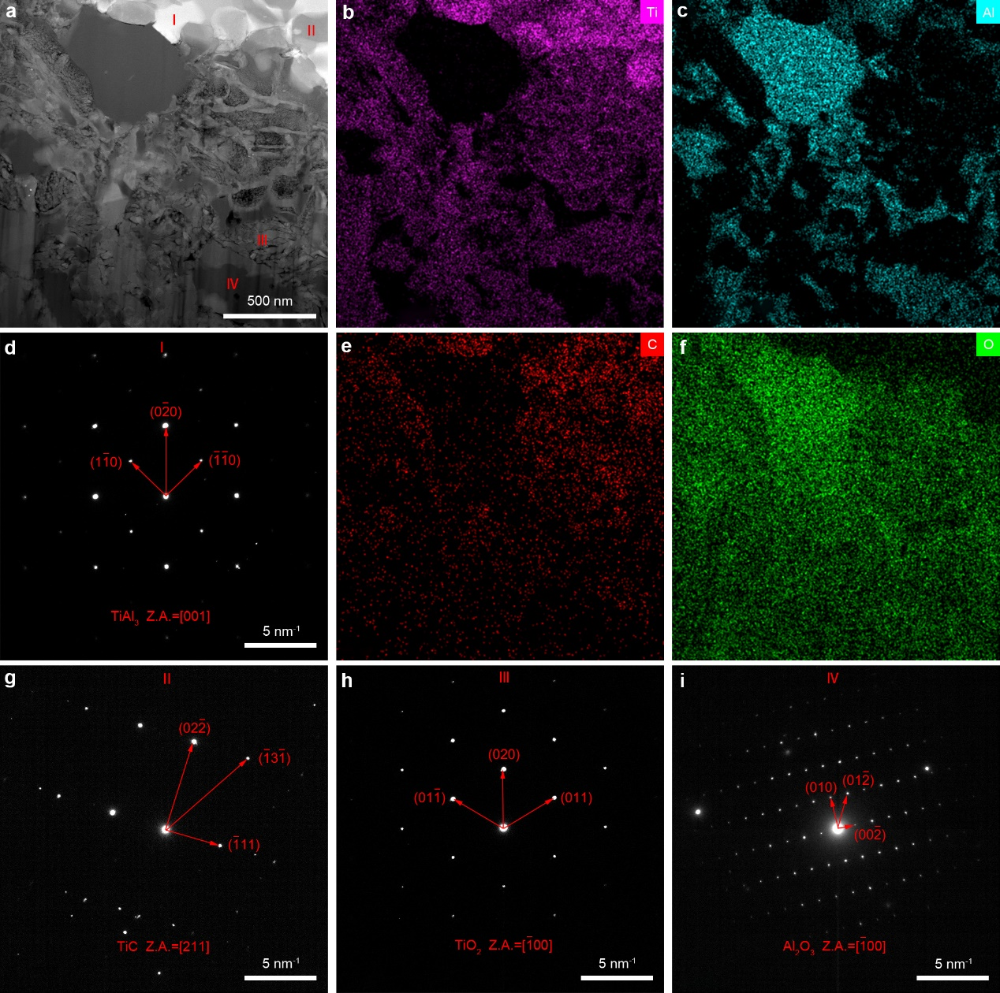 a
I
II
III
IV
500 nm
b
Ti
c
Al
d
I
(02̅0)
(11̅0)
(1̅1̅0)
TiAl₃ Z.A.=[001]
5 nm⁻¹
e
C
f
O
g
II
(022̅)
(1̅31̅)
(1̅11)
TiC Z.A.=[211]
5 nm⁻¹
h
III
(020)
(011̅)
(011)
TiO₂ Z.A.=[1̅00]
5 nm⁻¹
i
IV
(010)
(012̅)
(002̅)
Al₂O₃ Z.A.=[1̅00]
5 nm⁻¹